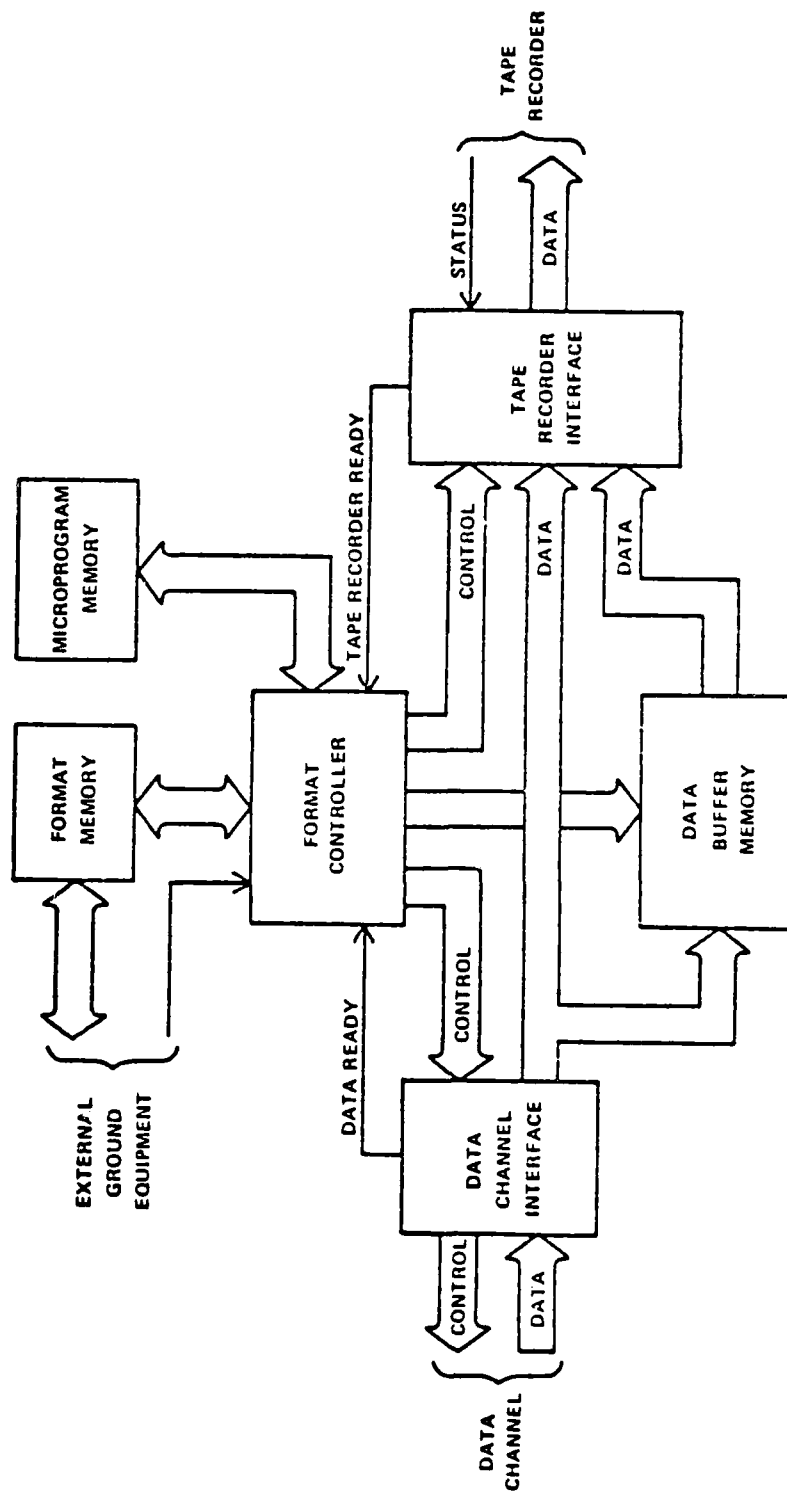 EXTERNAL
GROUND
EQUIPMENT
FORMAT
MEMORY
MICROPROGRAM
MEMORY
DATA READY
FORMAT
CONTROLLER
TAPE RECORDER READY
CONTROL
CONTROL
DATA
CHANNEL
CONTROL
DATA
DATA
CHANNEL
INTERFACE
DATA
DATA
TAPE
RECORDER
INTERFACE
STATUS
DATA
TAPE
RECORDER
DATA
BUFFER
MEMORY